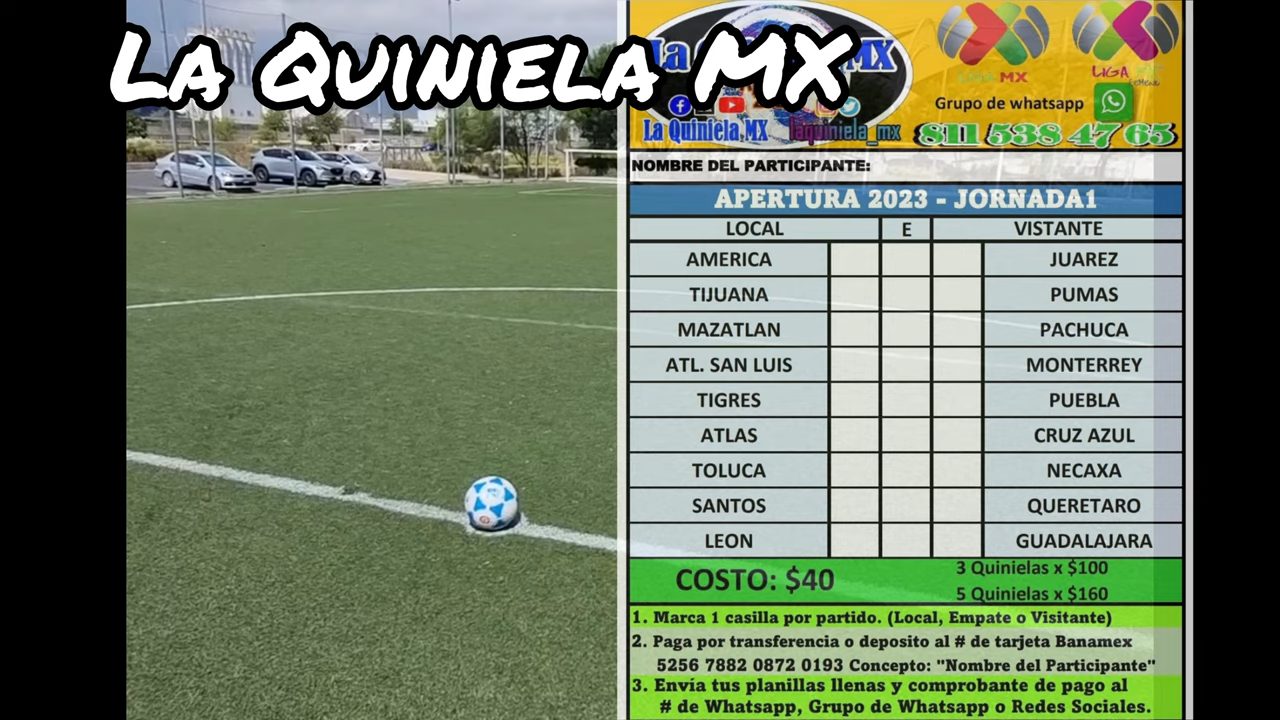 La Quiniela MX
LIGA MX
LIGA
Grupo de whatsapp
La Quiniela MX
laquiniela_mx
811 538 47 65
NOMBRE DEL PARTICIPANTE:
APERTURA 2023 - JORNADA1
LOCAL E VISTANTE
AMERICA JUAREZ
TIJUANA PUMAS
MAZATLAN PACHUCA
ATL. SAN LUIS MONTERREY
TIGRES PUEBLA
ATLAS CRUZ AZUL
TOLUCA NECAXA
SANTOS QUERETARO
LEON GUADALAJARA
COSTO: $40
3 Quinielas x $100
5 Quinielas x $160
1. Marca 1 casilla por partido. (Local, Empate o Visitante)
2. Paga por transferencia o deposito al # de tarjeta Banamex
5256 7882 0872 0193 Concepto: "Nombre del Participante"
3. Envía tus planillas llenas y comprobante de pago al
# de Whatsapp, Grupo de Whatsapp o Redes Sociales.